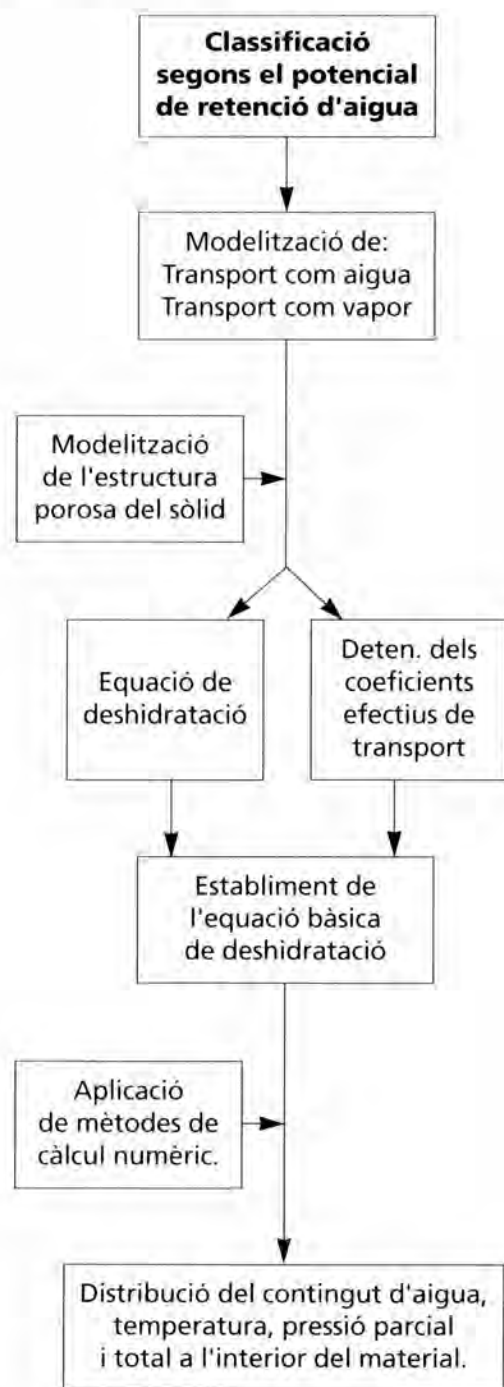 Classificació
segons el potencial
de retenció d'aigua
Modelització de:
Transport com aigua
Transport com vapor
Modelització
de l'estructura
porosa del sòlid
Equació de
deshidratació
Deten. dels
coeficients
efectius de
transport
Establiment de
l'equació bàsica
de deshidratació
Aplicació
de mètodes de
càlcul numèric.
Distribució del contingut d'aigua,
temperatura, pressió parcial
i total a l'interior del material.